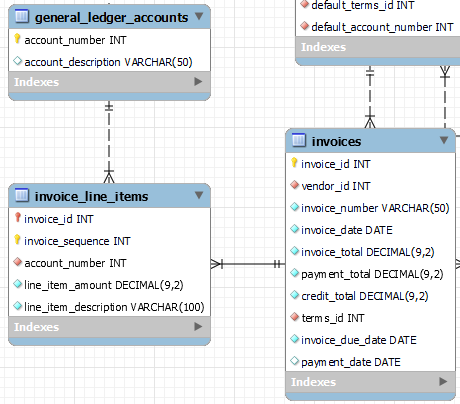 general_ledger_accounts
account_number INT
account_description VARCHAR(50)
Indexes
default_terms_id INT
default_account_number INT
Indexes
invoice_line_items
invoice_id INT
invoice_sequence INT
account_number INT
line_item_amount DECIMAL(9,2)
line_item_description VARCHAR(100)
Indexes
invoices
invoice_id INT
vendor_id INT
invoice_number VARCHAR(50)
invoice_date DATE
invoice_total DECIMAL(9,2)
payment_total DECIMAL(9,2)
credit_total DECIMAL(9,2)
terms_id INT
invoice_due_date DATE
payment_date DATE
Indexes